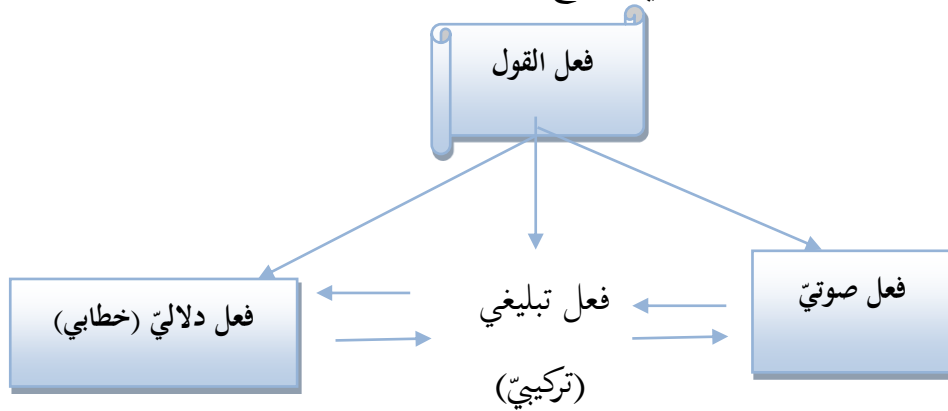 فعل القول
فعل صوتيّ
فعل تبليغي
(تركيبيّ)
فعل دلاليّ (خطابي)